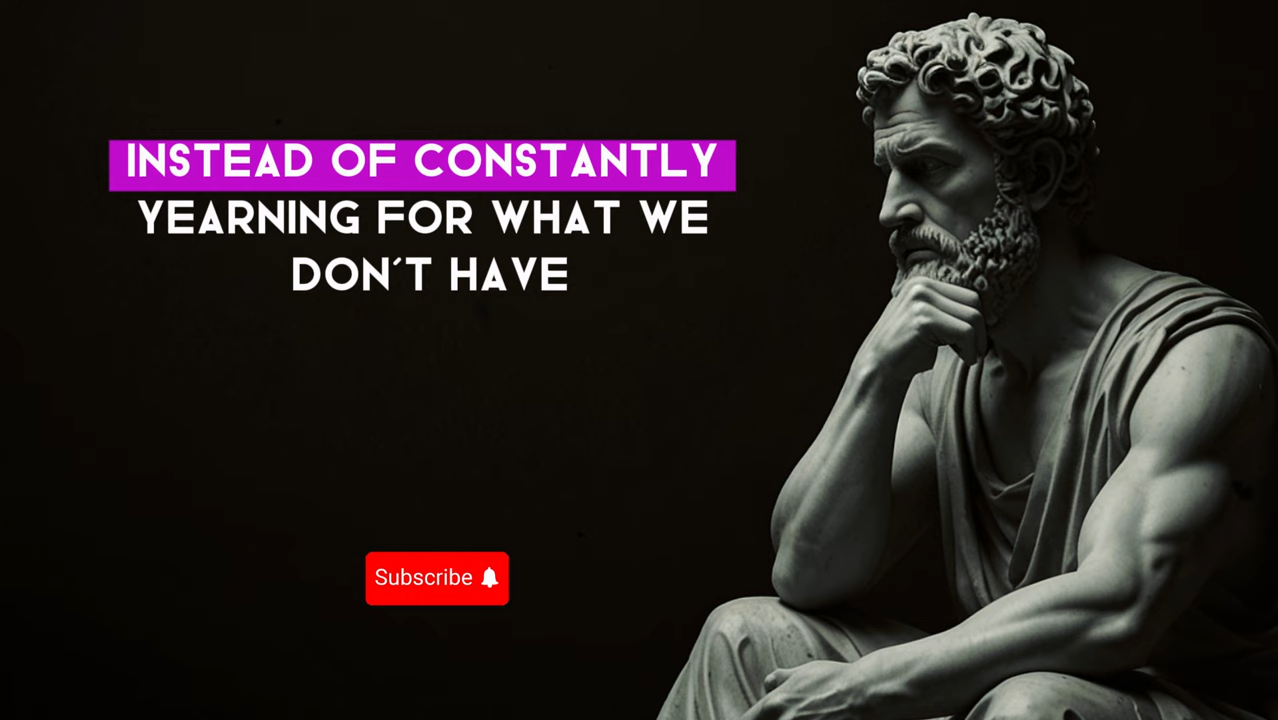 INSTEAD OF CONSTANTLY
YEARNING FOR WHAT WE
DON´T HAVE
Subscribe